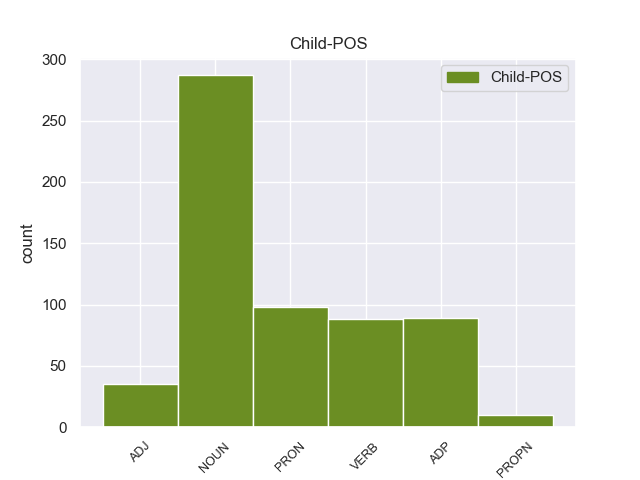 Child-POS
Child-POS
300
250
200
150
100
50
0
count
ADJ
NOUN
PRON
VERB
ADP
PROPN